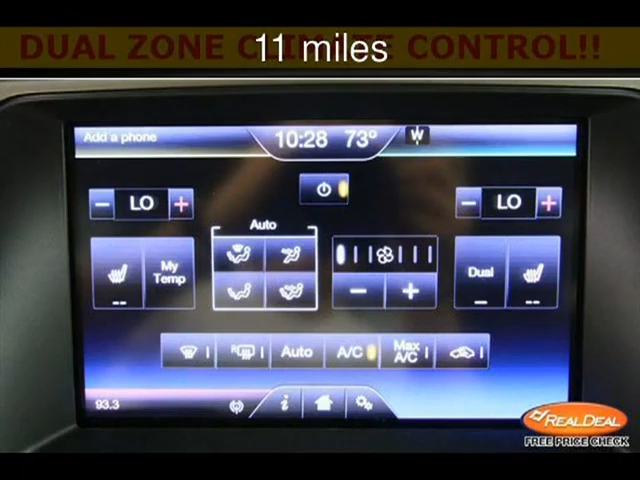 DUAL ZONE CLIMATE CONTROL!!
11 miles
Add a phone
10:28 73° W
LO
LO
Auto
My Temp
Dual
R
Auto
A/C
Max A/C
93.3
i
REALDEAL
FREE PRICE CHECK